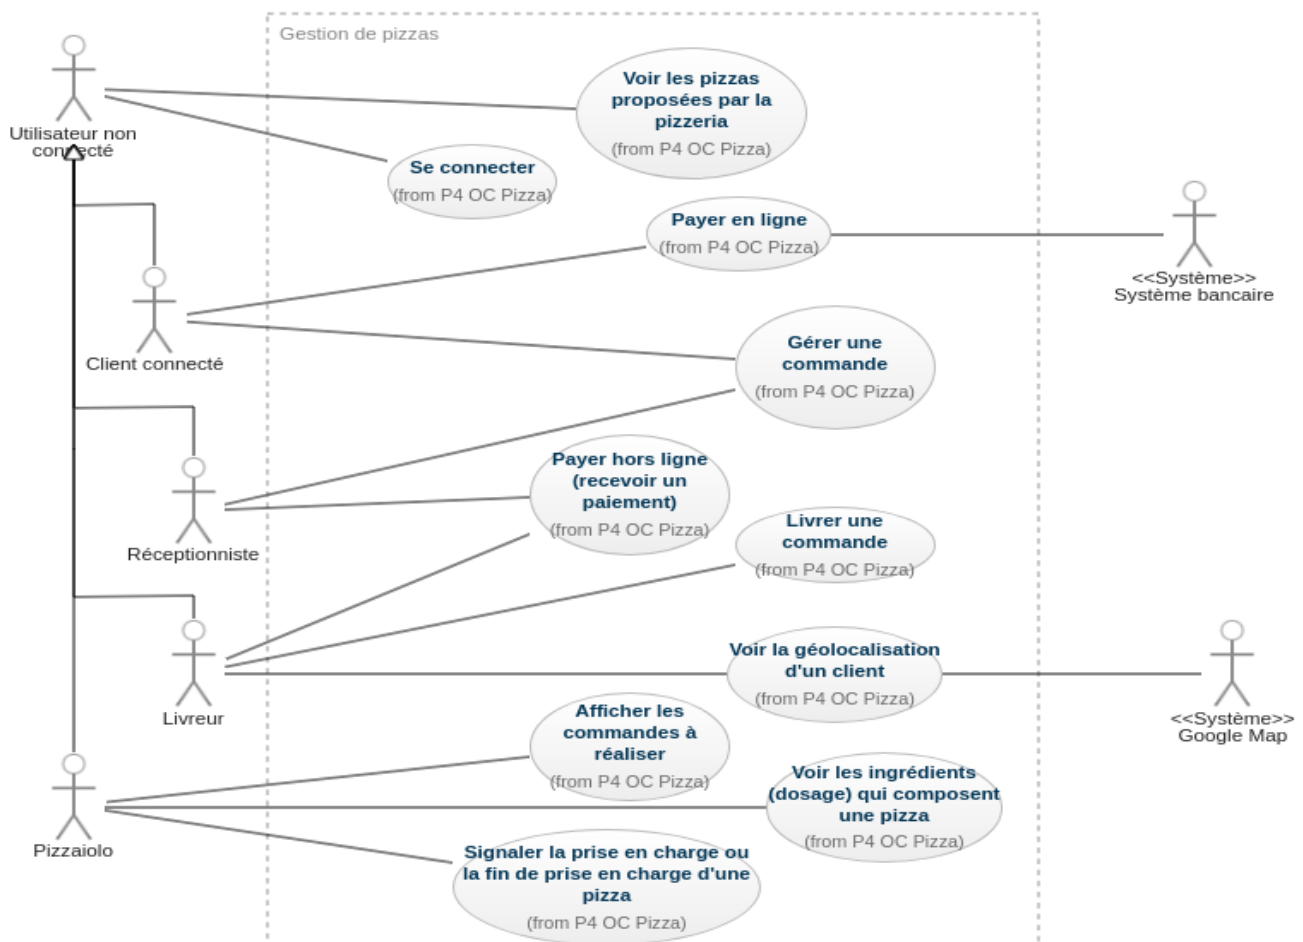 Gestion de pizzas
Utilisateur non
connecté
Voir les pizzas
proposées par la
pizzeria
(from P4 OC Pizza)
Se connecter
(from P4 OC Pizza)
Payer en ligne
(from P4 OC Pizza)
<<Système>>
Système bancaire
Client connecté
Gérer une
commande
(from P4 OC Pizza)
Payer hors ligne
(recevoir un
paiement)
(from P4 OC Pizza)
Réceptionniste
Livrer une
commande
(from P4 OC Pizza)
Voir la géolocalisation
d'un client
(from P4 OC Pizza)
Livreur
<<Système>>
Google Map
Afficher les
commandes à
réaliser
(from P4 OC Pizza)
Voir les ingrédients
(dosage) qui composent
une pizza
(from P4 OC Pizza)
Pizzaiolo
Signaler la prise en charge ou
la fin de prise en charge d'une
pizza
(from P4 OC Pizza)